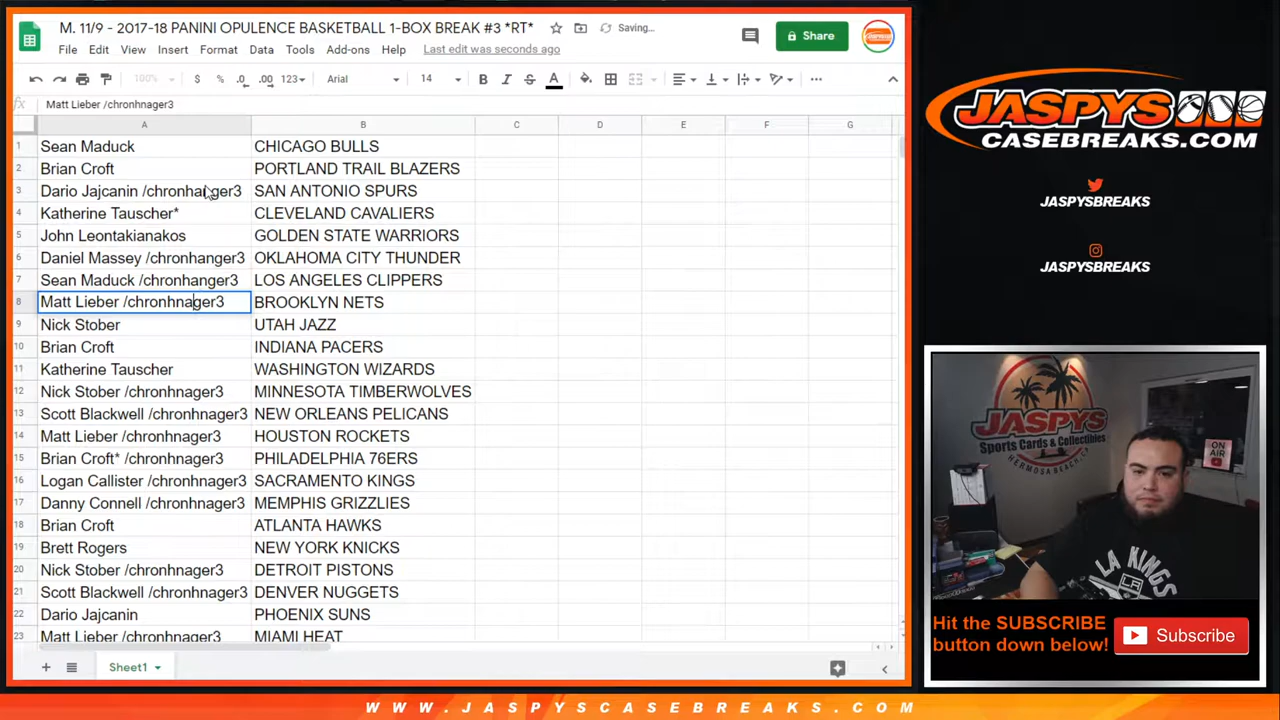 M. 11/9 - 2017-18 PANINI OPULENCE BASKETBALL 1-BOX BREAK #3 *RT*
Saving...
Share
File Edit View Insert Format Data Tools Add-ons Help Last edit was seconds ago
100% $ % .0 .00 123 Arial 14 B I S A
fx Matt Lieber /chronhnager3
A B C D E F G
1 Sean Maduck CHICAGO BULLS
2 Brian Croft PORTLAND TRAIL BLAZERS
3 Dario Jajcanin /chronhanger3 SAN ANTONIO SPURS
4 Katherine Tauscher* CLEVELAND CAVALIERS
5 John Leontakianakos GOLDEN STATE WARRIORS
6 Daniel Massey /chronhanger3 OKLAHOMA CITY THUNDER
7 Sean Maduck /chronhanger3 LOS ANGELES CLIPPERS
8 Matt Lieber /chronhnager3 BROOKLYN NETS
9 Nick Stober UTAH JAZZ
10 Brian Croft INDIANA PACERS
11 Katherine Tauscher WASHINGTON WIZARDS
12 Nick Stober /chronhnager3 MINNESOTA TIMBERWOLVES
13 Scott Blackwell /chronhnager3 NEW ORLEANS PELICANS
14 Matt Lieber /chronhnager3 HOUSTON ROCKETS
15 Brian Croft* /chronhnager3 PHILADELPHIA 76ERS
16 Logan Callister /chronhnager3 SACRAMENTO KINGS
17 Danny Connell /chronhnager3 MEMPHIS GRIZZLIES
18 Brian Croft ATLANTA HAWKS
19 Brett Rogers NEW YORK KNICKS
20 Nick Stober /chronhnager3 DETROIT PISTONS
21 Scott Blackwell /chronhnager3 DENVER NUGGETS
22 Dario Jajcanin PHOENIX SUNS
23 Matt Lieber /chronhnager3 MIAMI HEAT
Sheet1
JASPYS
CASEBREAKS.COM
JASPYSBREAKS
JASPYSBREAKS
JASPYS
Sports Cards & Collectibles
HERMOSA BEACH, CA
ON AIR
LA KINGS
LA
Hit the SUBSCRIBE
button down below!
Subscribe
WWW.JASPYSCASEBREAKS.COM